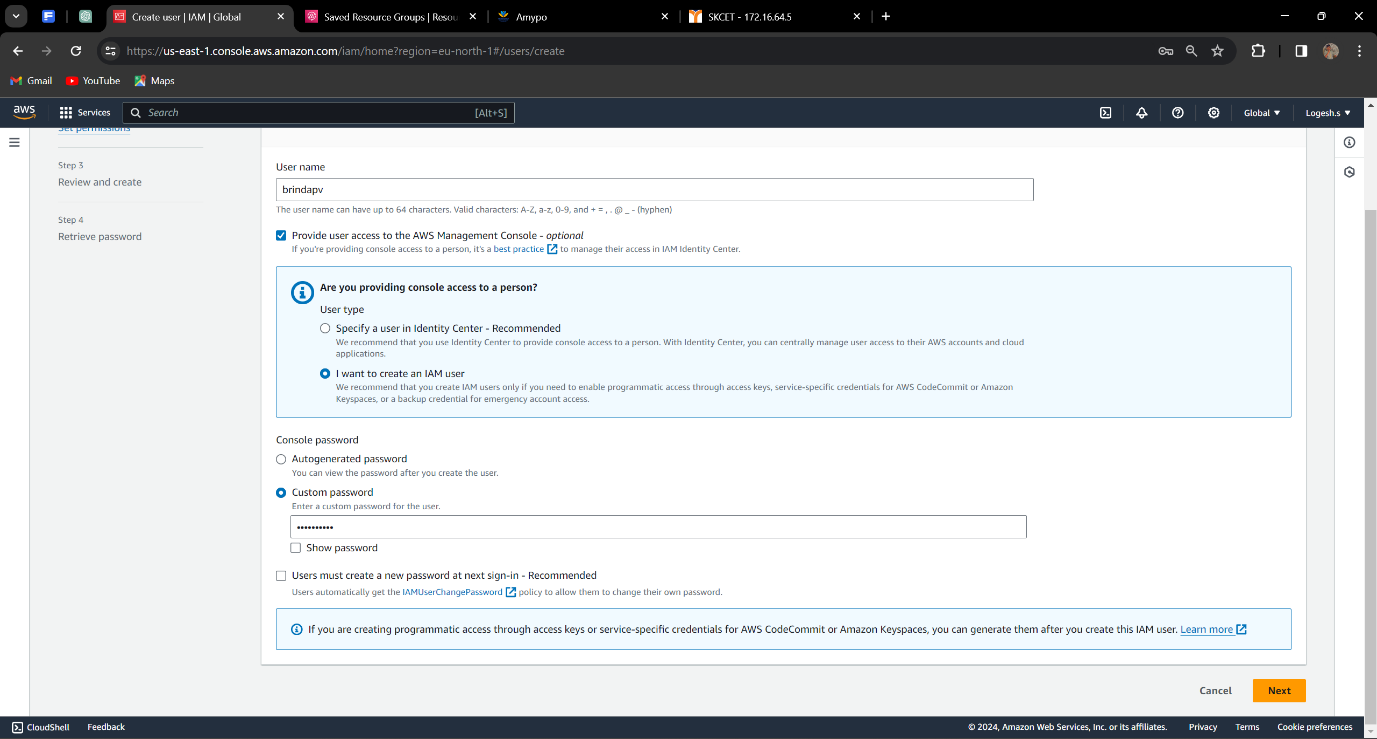 Create user | IAM | Global
Saved Resource Groups | Resou
Amypo
SKCET - 172.16.64.5
https://us-east-1.console.aws.amazon.com/iam/home?region=eu-north-1#/users/create
Gmail YouTube Maps
aws Services Search [Alt+S] Global Logesh.s
Set permissions
Step 3
Review and create
Step 4
Retrieve password
User name
brindapv
The user name can have up to 64 characters. Valid characters: A-Z, a-z, 0-9, and + = , . @ _ - (hyphen)
Provide user access to the AWS Management Console - optional
If you're providing console access to a person, it's a best practice to manage their access in IAM Identity Center.
Are you providing console access to a person?
User type
Specify a user in Identity Center - Recommended
We recommend that you use Identity Center to provide console access to a person. With Identity Center, you can centrally manage user access to their AWS accounts and cloud
applications.
I want to create an IAM user
We recommend that you create IAM users only if you need to enable programmatic access through access keys, service-specific credentials for AWS CodeCommit or Amazon
Keyspaces, or a backup credential for emergency account access.
Console password
Autogenerated password
You can view the password after you create the user.
Custom password
Enter a custom password for the user.
••••••••••
Show password
Users must create a new password at next sign-in - Recommended
Users automatically get the IAMUserChangePassword policy to allow them to change their own password.
If you are creating programmatic access through access keys or service-specific credentials for AWS CodeCommit or Amazon Keyspaces, you can generate them after you create this IAM user. Learn more
Cancel Next
CloudShell Feedback © 2024, Amazon Web Services, Inc. or its affiliates. Privacy Terms Cookie preferences